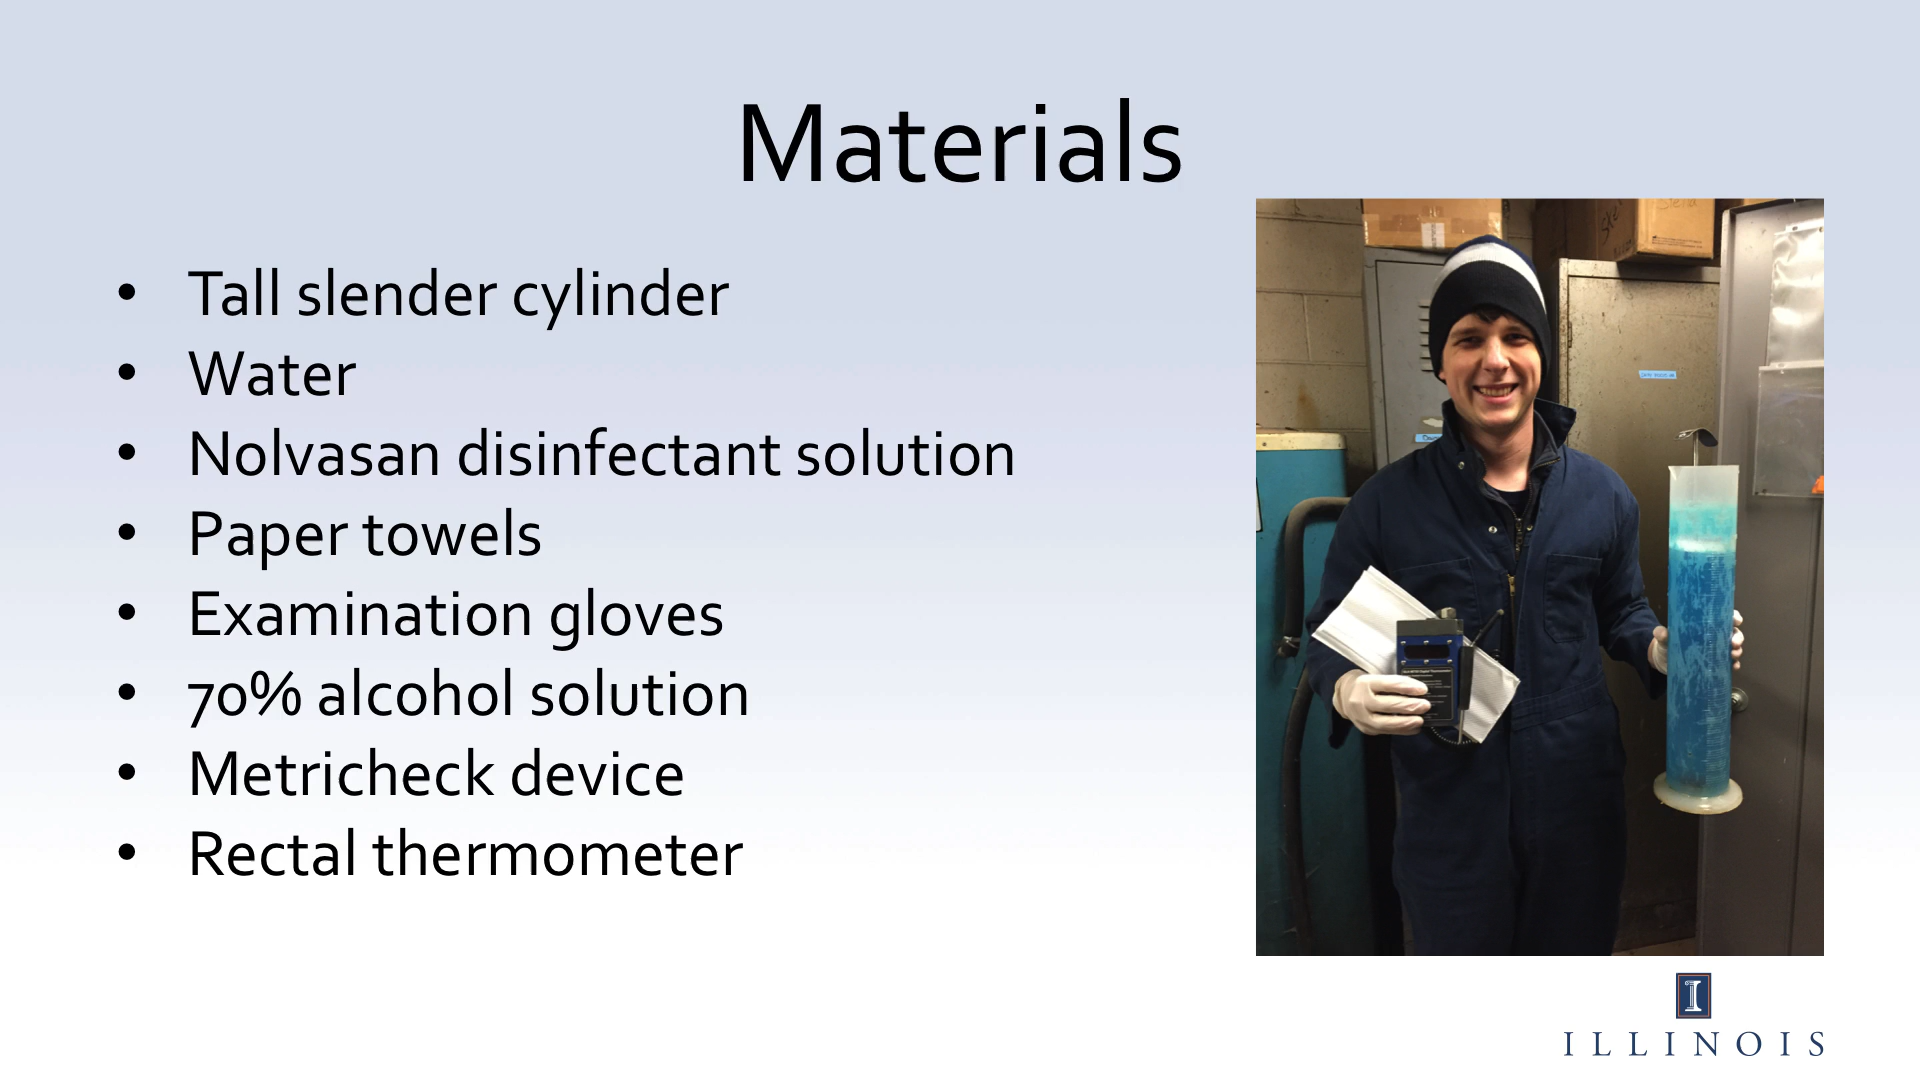 Materials
• Tall slender cylinder
• Water
• Nolvasan disinfectant solution
• Paper towels
• Examination gloves
• 70% alcohol solution
• Metricheck device
• Rectal thermometer
I
ILLINOIS